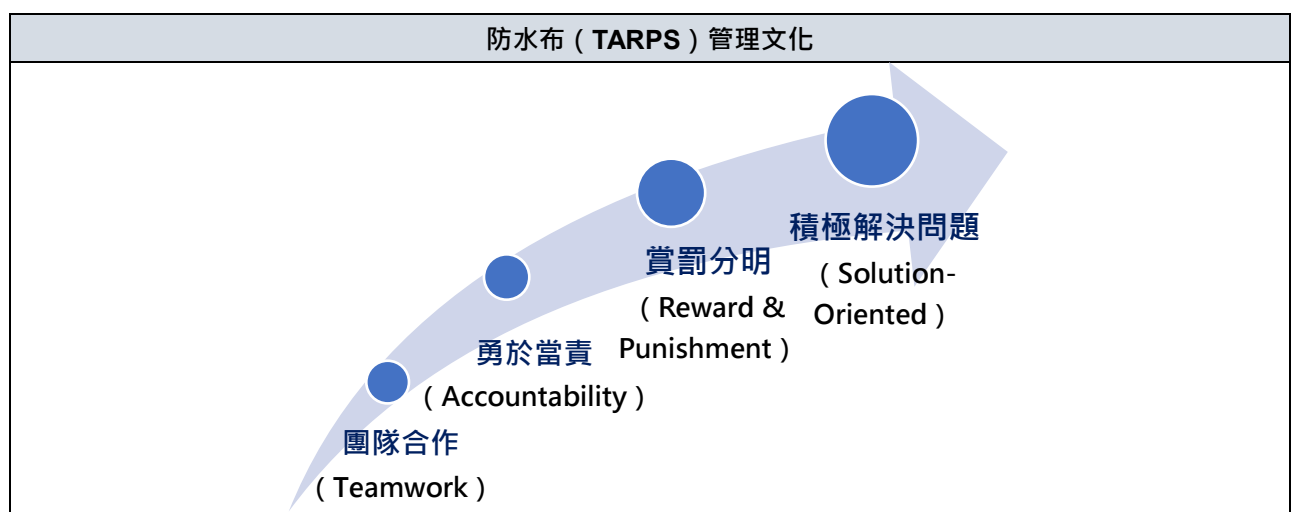 防水布（TARPS）管理文化
積極解決問題
（Solution-
Oriented）
賞罰分明
（Reward &
Punishment）
勇於當責
（Accountability）
團隊合作
（Teamwork）